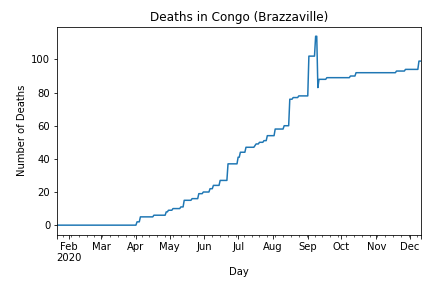 Deaths in Congo (Brazzaville)
Number of Deaths
100
80
60
40
20
0
Feb Mar Apr May Jun Jul Aug Sep Oct Nov Dec
2020
Day